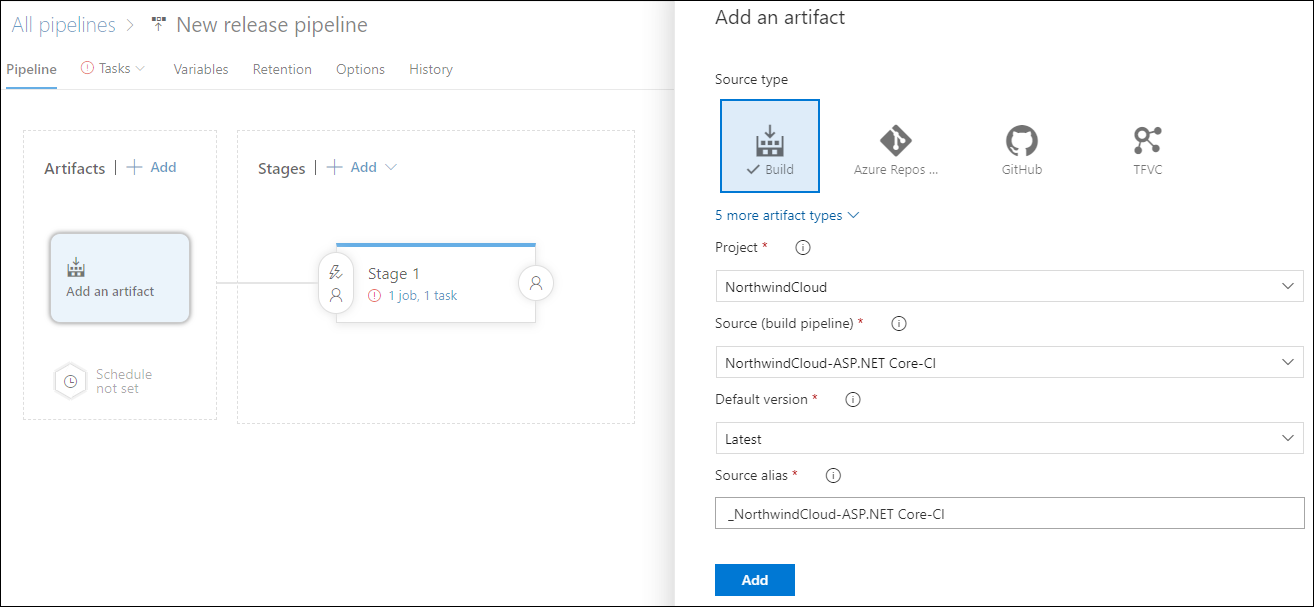 All pipelines > New release pipeline
Pipeline Tasks Variables Retention Options History
Artifacts | + Add
Stages | + Add
Add an artifact
Schedule
not set
Stage 1
1 job, 1 task
Add an artifact
Source type
Build
Azure Repos ...
GitHub
TFVC
5 more artifact types
Project *
NorthwindCloud
Source (build pipeline) *
NorthwindCloud-ASP.NET Core-CI
Default version *
Latest
Source alias *
_NorthwindCloud-ASP.NET Core-CI
Add